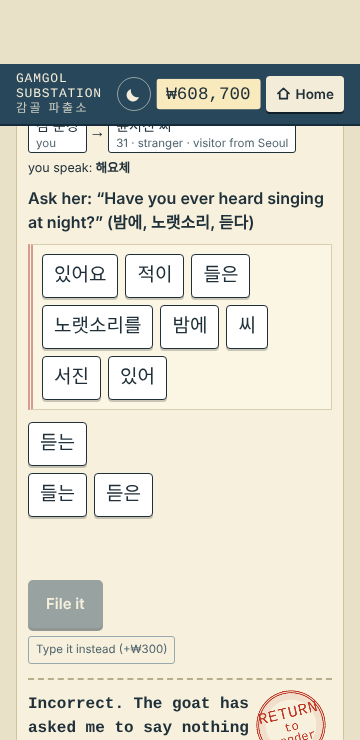 GAMGOL
SUBSTATION
감골 파출소
₩608,700
Home
you
→
31 · stranger · visitor from Seoul
you speak: 해요체
Ask her: “Have you ever heard singing
at night?” (밤에, 노랫소리, 듣다)
있어요 적이 들은
노랫소리를 밤에 씨
서진 있어
듣는
들는 듣은
File it
Type it instead (+₩300)
Incorrect. The goat has
asked me to say nothing
RETURN
to